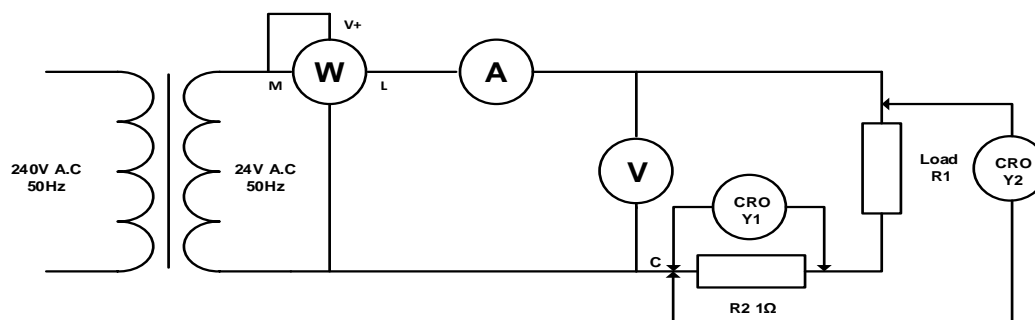 V+
W
M
L
A
240V A.C
50Hz
24V A.C
50Hz
V
CRO
Y1
Load
R1
CRO
Y2
C
R2 1Ω